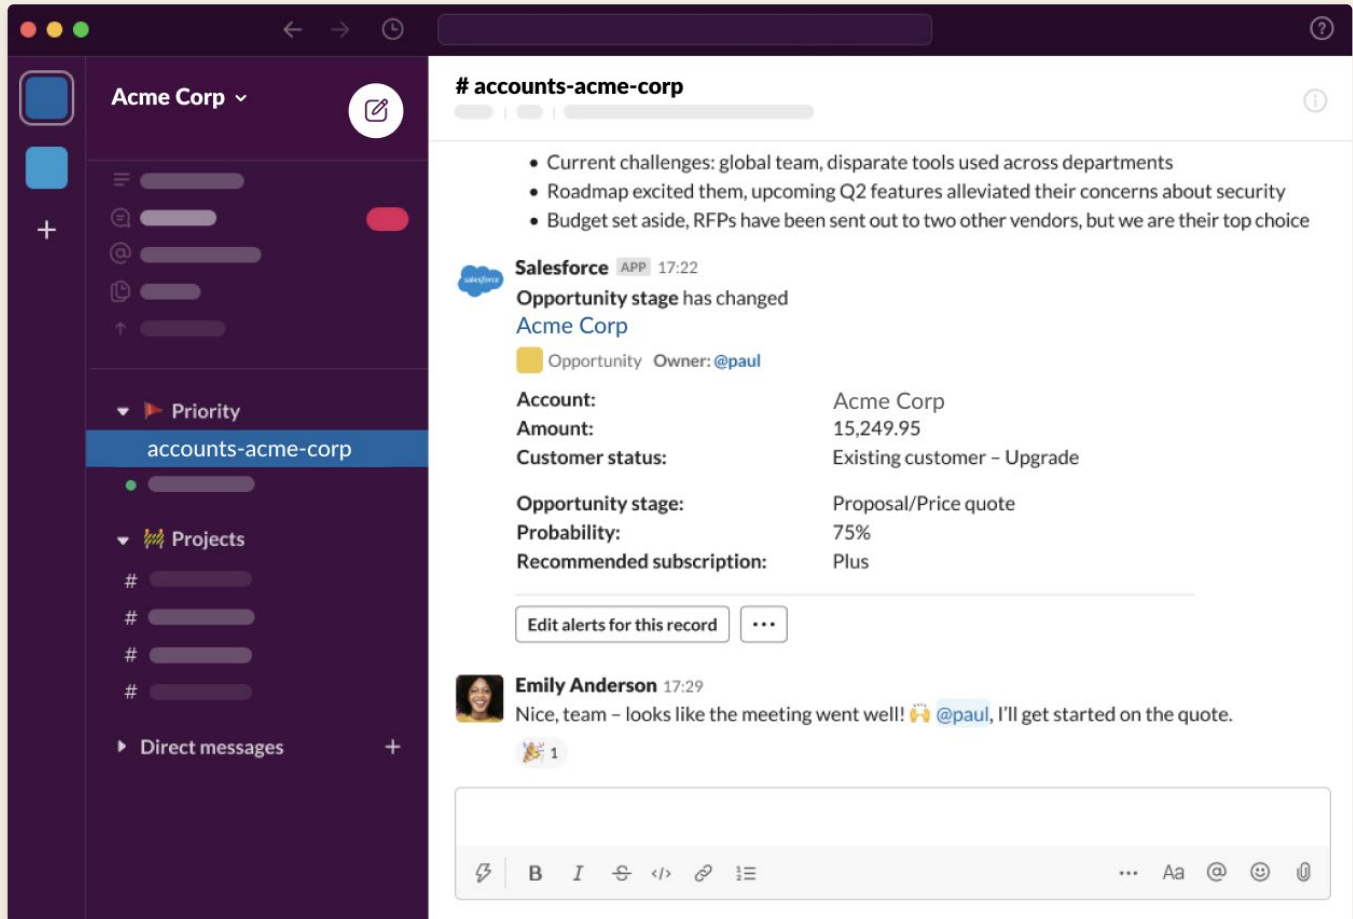 Acme Corp
# accounts-acme-corp
Priority
accounts-acme-corp
Projects
#
#
#
#
Direct messages
• Current challenges: global team, disparate tools used across departments
• Roadmap excited them, upcoming Q2 features alleviated their concerns about security
• Budget set aside, RFPs have been sent out to two other vendors, but we are their top choice
salesforce
Salesforce APP 17:22
Opportunity stage has changed
Acme Corp
Opportunity Owner: @paul
Account: Acme Corp
Amount: 15,249.95
Customer status: Existing customer – Upgrade
Opportunity stage: Proposal/Price quote
Probability: 75%
Recommended subscription: Plus
Edit alerts for this record
Emily Anderson 17:29
Nice, team – looks like the meeting went well! 🙌 @paul, I'll get started on the quote.
🎉 1
B I S </> Aa @